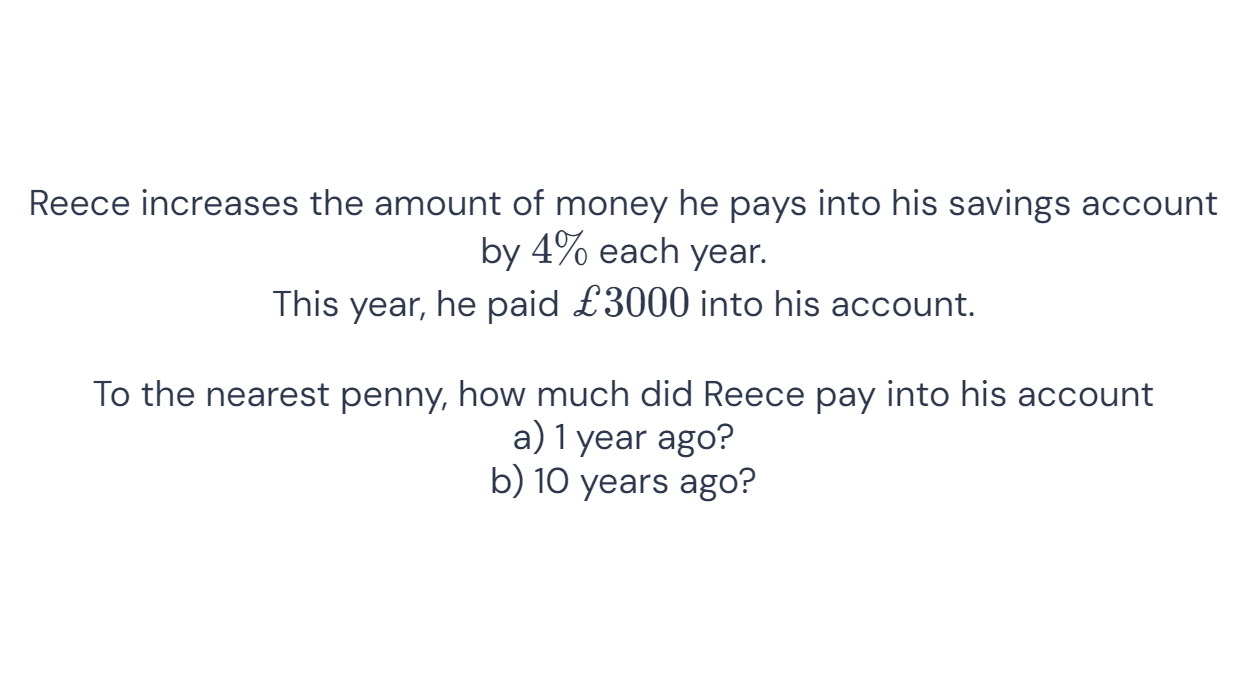 Reece increases the amount of money he pays into his savings account
by 4% each year.
This year, he paid £3000 into his account.
To the nearest penny, how much did Reece pay into his account
a) 1 year ago?
b) 10 years ago?